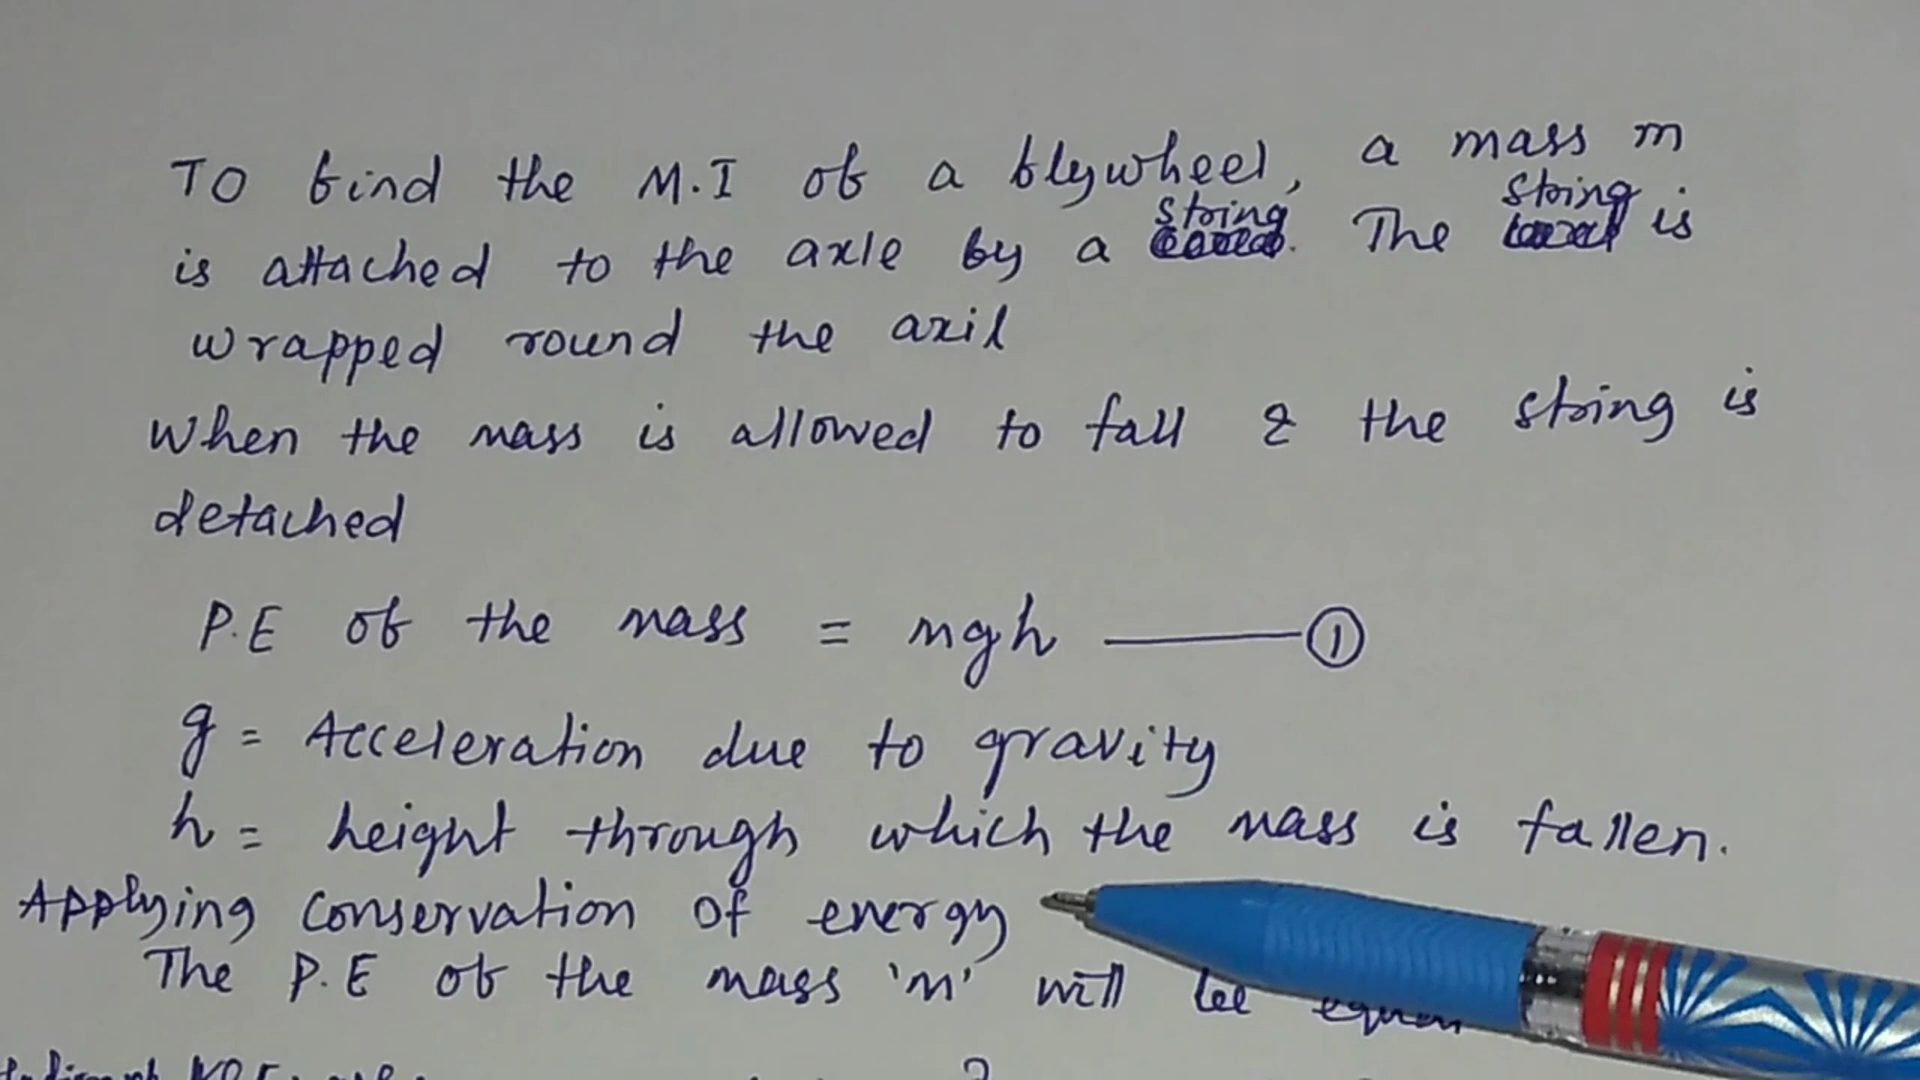 To find the M.I of a flywheel, a mass m
is attached to the axle by a string. The string is
wrapped round the axil
When the mass is allowed to fall & the string is
detached
P.E of the mass = mgh ——— ①
g = Acceleration due to gravity
h = height through which the mass is fallen.
Applying conservation of energy
The P.E of the mass 'm' will be equal